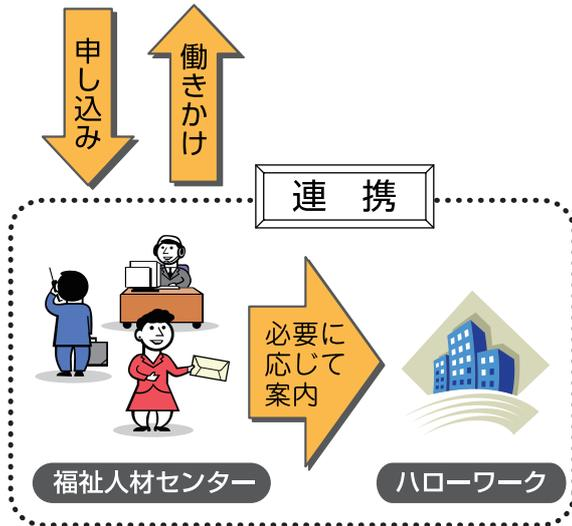 申し込み
働きかけ
連 携
必要に
応じて
案内
福祉人材センター
ハローワーク